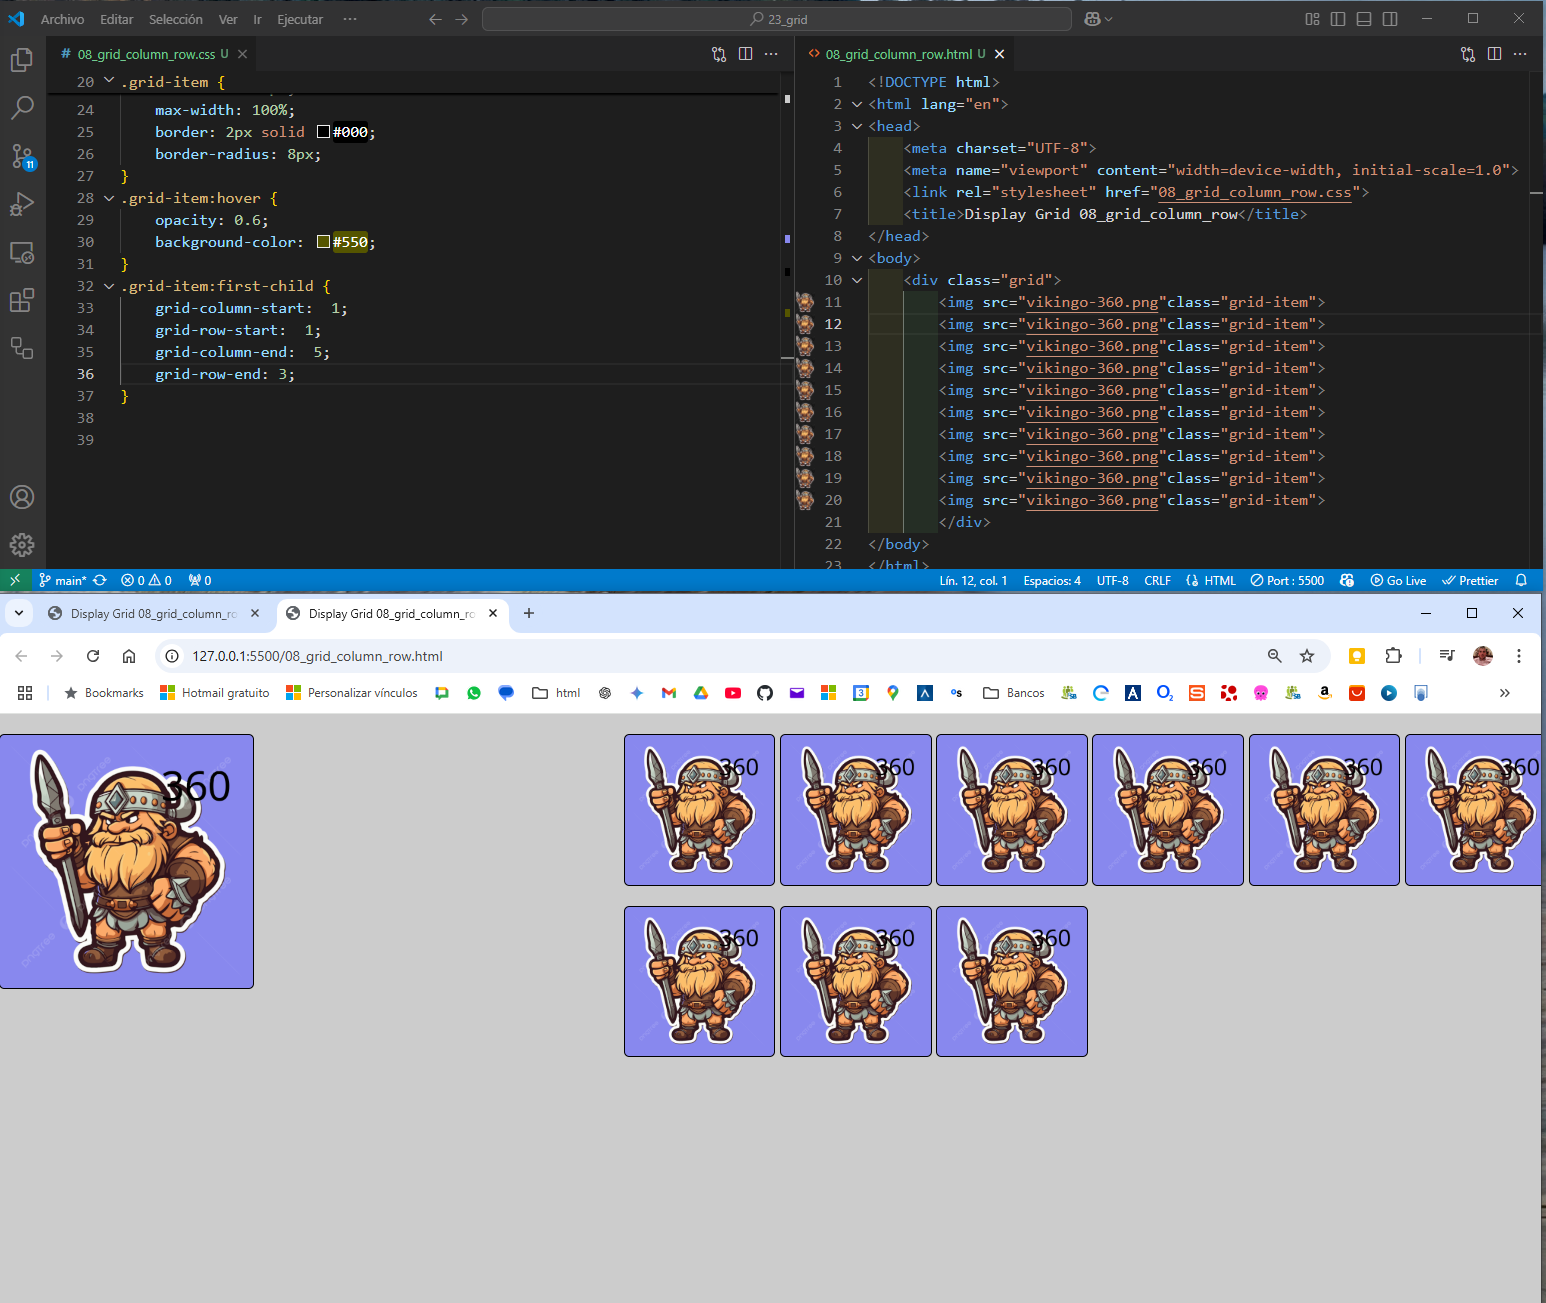 Archivo Editar Selección Ver Ir Ejecutar ··· 23_grid
# 08_grid_column_row.css U
20 .grid-item {
24 max-width: 100%;
25 border: 2px solid #000;
26 border-radius: 8px;
27 }
28 .grid-item:hover {
29 opacity: 0.6;
30 background-color: #550;
31 }
32 .grid-item:first-child {
33 grid-column-start:  1;
34 grid-row-start:  1;
35 grid-column-end:  5;
36 grid-row-end: 3;
37 }
38
39
<> 08_grid_column_row.html U
1 <!DOCTYPE html>
2 <html lang="en">
3 <head>
4 <meta charset="UTF-8">
5 <meta name="viewport" content="width=device-width, initial-scale=1.0">
6 <link rel="stylesheet" href="08_grid_column_row.css">
7 <title>Display Grid 08_grid_column_row</title>
8 </head>
9 <body>
10 <div class="grid">
11 <img src="vikingo-360.png"class="grid-item">
12 <img src="vikingo-360.png"class="grid-item">
13 <img src="vikingo-360.png"class="grid-item">
14 <img src="vikingo-360.png"class="grid-item">
15 <img src="vikingo-360.png"class="grid-item">
16 <img src="vikingo-360.png"class="grid-item">
17 <img src="vikingo-360.png"class="grid-item">
18 <img src="vikingo-360.png"class="grid-item">
19 <img src="vikingo-360.png"class="grid-item">
20 <img src="vikingo-360.png"class="grid-item">
21 </div>
22 </body>
23 </html>
11
main* 0 0 0 Lín. 12, col. 1 Espacios: 4 UTF-8 CRLF HTML Port : 5500 Go Live Prettier
Display Grid 08_grid_column_ro Display Grid 08_grid_column_ro
127.0.0.1:5500/08_grid_column_row.html
Bookmarks Hotmail gratuito Personalizar vínculos html Bancos
360 360 360 360 360 360 360
360 360 360